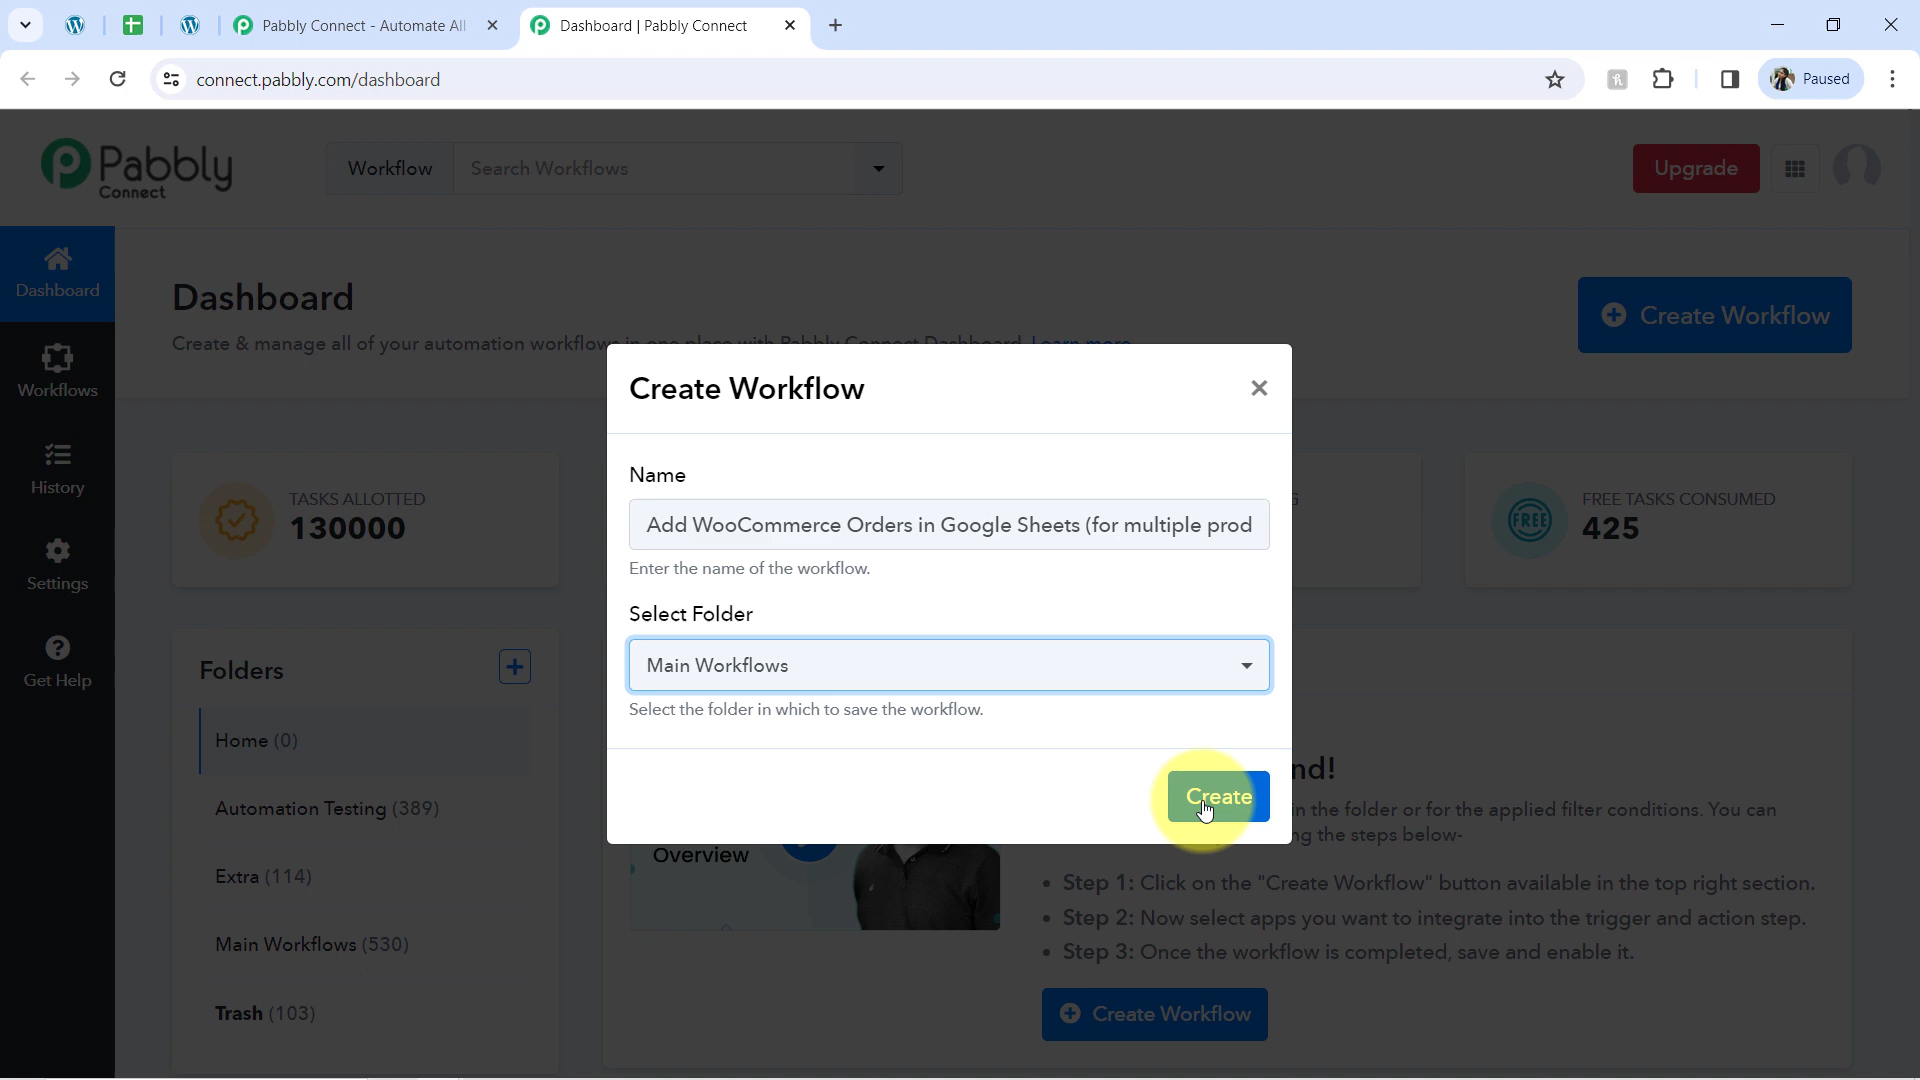 Pabbly Connect - Automate All
Dashboard | Pabbly Connect
connect.pabbly.com/dashboard
Paused
Pabbly
Connect
Workflow
Search Workflows
Upgrade
Dashboard
Workflows
History
Settings
Get Help
Dashboard
Create & manage all of your automation workflows in one place with Pabbly Connect Dashboard. Learn more
Create Workflow
TASKS ALLOTTED
130000
FREE TASKS CONSUMED
FREE
425
Folders
Home (0)
Automation Testing (389)
Extra (114)
Main Workflows (530)
Trash (103)
Create Workflow
Name
Add WooCommerce Orders in Google Sheets (for multiple prod
Enter the name of the workflow.
Select Folder
Main Workflows
Select the folder in which to save the workflow.
Create
Overview
nd!
in the folder or for the applied filter conditions. You can
the steps below-
Step 1: Click on the "Create Workflow" button available in the top right section.
Step 2: Now select apps you want to integrate into the trigger and action step.
Step 3: Once the workflow is completed, save and enable it.
Create Workflow